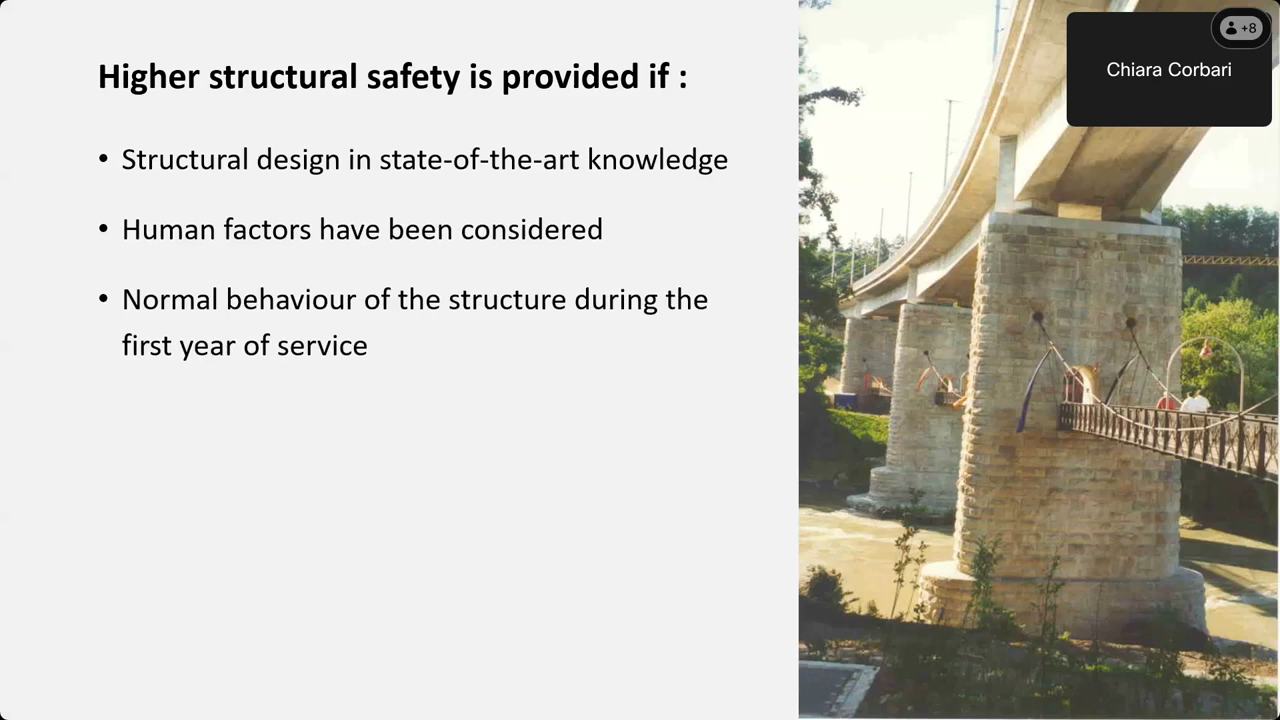 Higher structural safety is provided if :
• Structural design in state-of-the-art knowledge
• Human factors have been considered
• Normal behaviour of the structure during the
first year of service
+8
Chiara Corbari